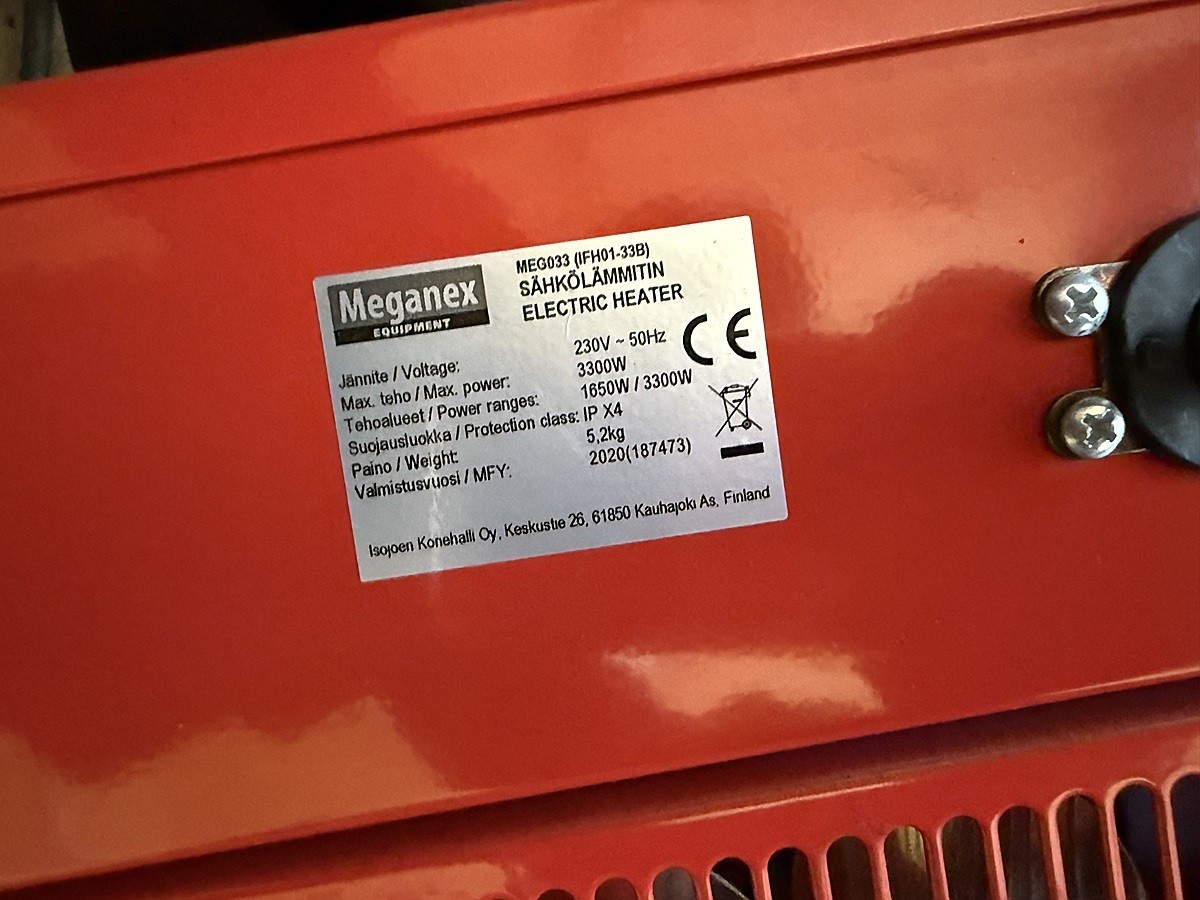 Meganex
EQUIPMENT
MEG033 (IFH01-33B)
SÄHKÖLÄMMITIN
ELECTRIC HEATER
Jännite / Voltage: 230V ~ 50Hz
Max. teho / Max. power: 3300W
Tehoalueet / Power ranges: 1650W / 3300W
Suojausluokka / Protection class: IP X4
Paino / Weight: 5,2kg
Valmistusvuosi / MFY: 2020(187473)
CE
Isojoen Konehalli Oy, Keskustie 26, 61850 Kauhajoki As, Finland